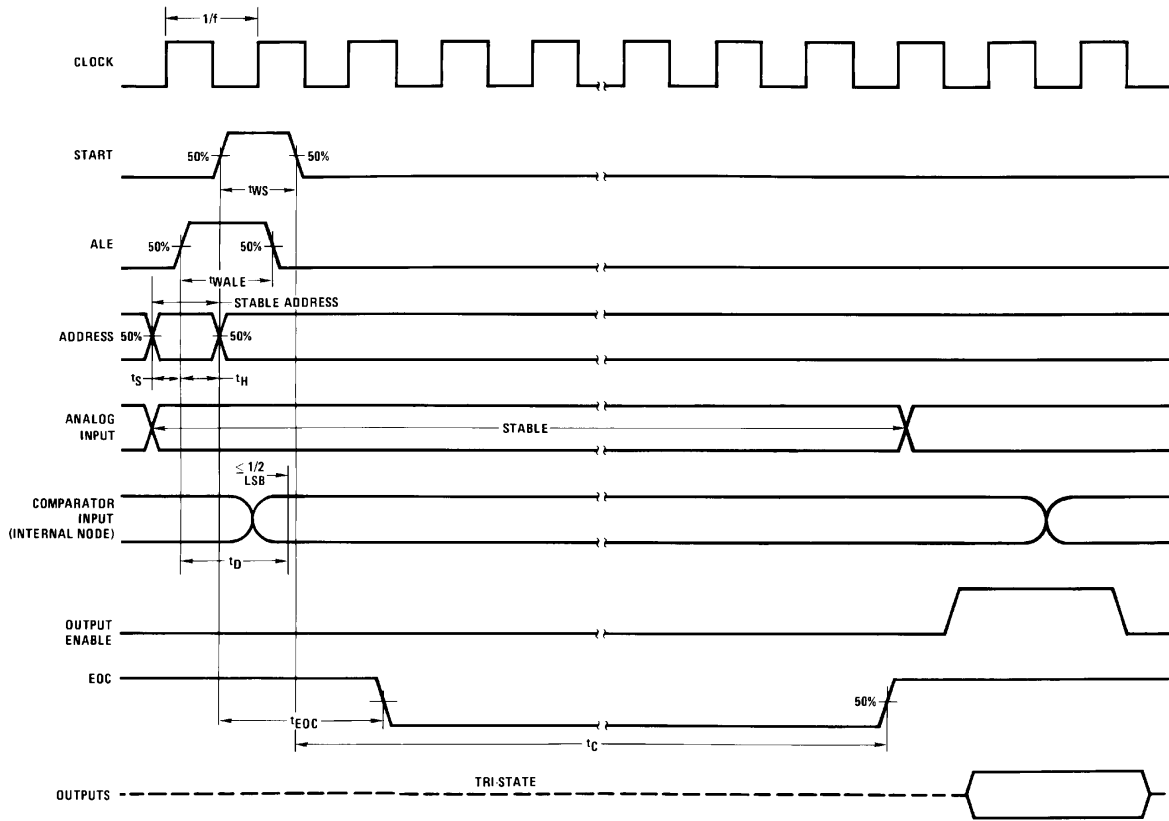 1/f
CLOCK
START
50%
50%
tWS
ALE
50%
50%
tWALE
STABLE ADDRESS
ADDRESS
50%
50%
tS
tH
ANALOG
INPUT
STABLE
≤ 1/2
LSB
COMPARATOR
INPUT
(INTERNAL NODE)
tD
OUTPUT
ENABLE
EOC
50%
tEOC
tC
TRI-STATE
OUTPUTS